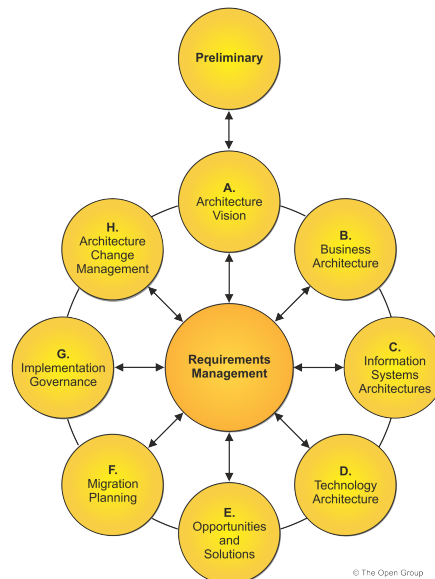 Preliminary
A.
Architecture
Vision
B.
Business
Architecture
C.
Information
Systems
Architectures
D.
Technology
Architecture
E.
Opportunities
and
Solutions
F.
Migration
Planning
G.
Implementation
Governance
H.
Architecture
Change
Management
Requirements
Management
© The Open Group